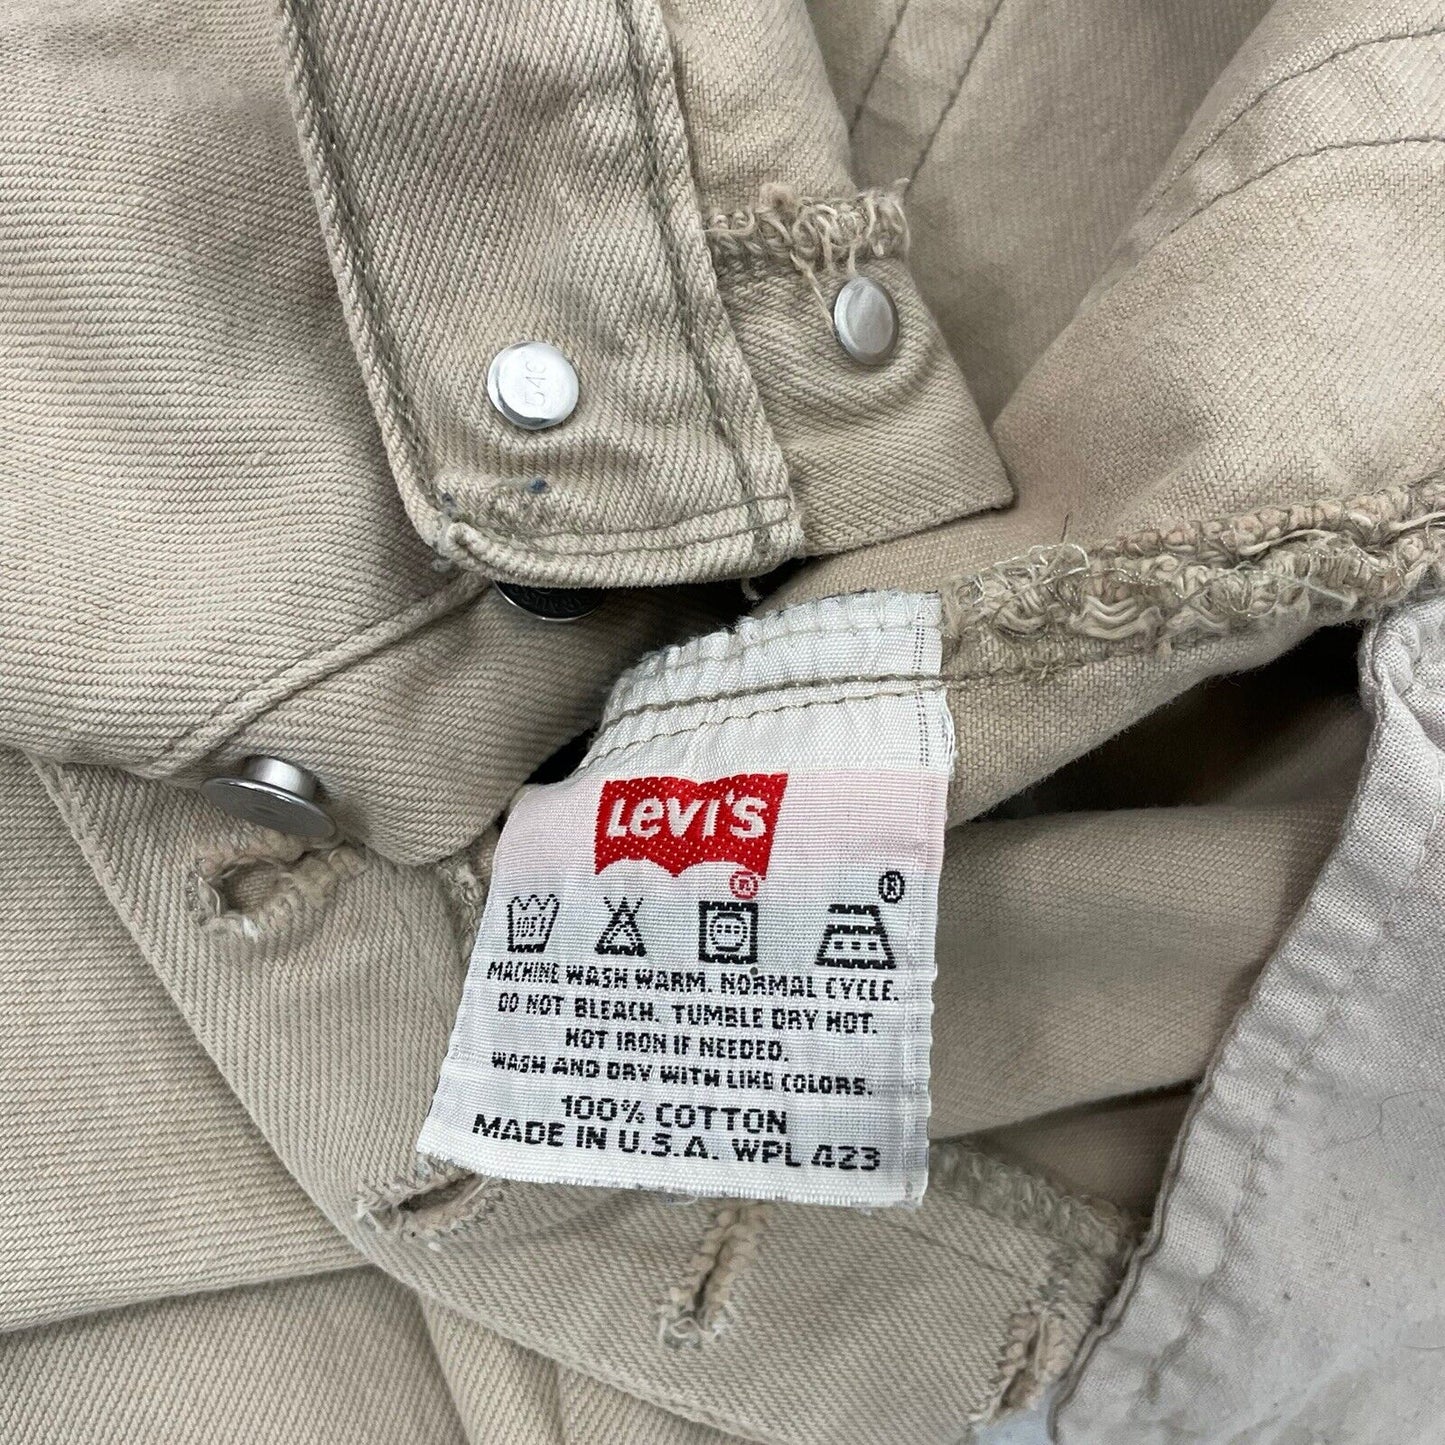 LEVI'S
®
®
105°F
MACHINE WASH WARM. NORMAL CYCLE.
DO NOT BLEACH. TUMBLE DRY HOT.
HOT IRON IF NEEDED.
WASH AND DRY WITH LIKE COLORS.
100% COTTON
MADE IN U.S.A. WPL 423